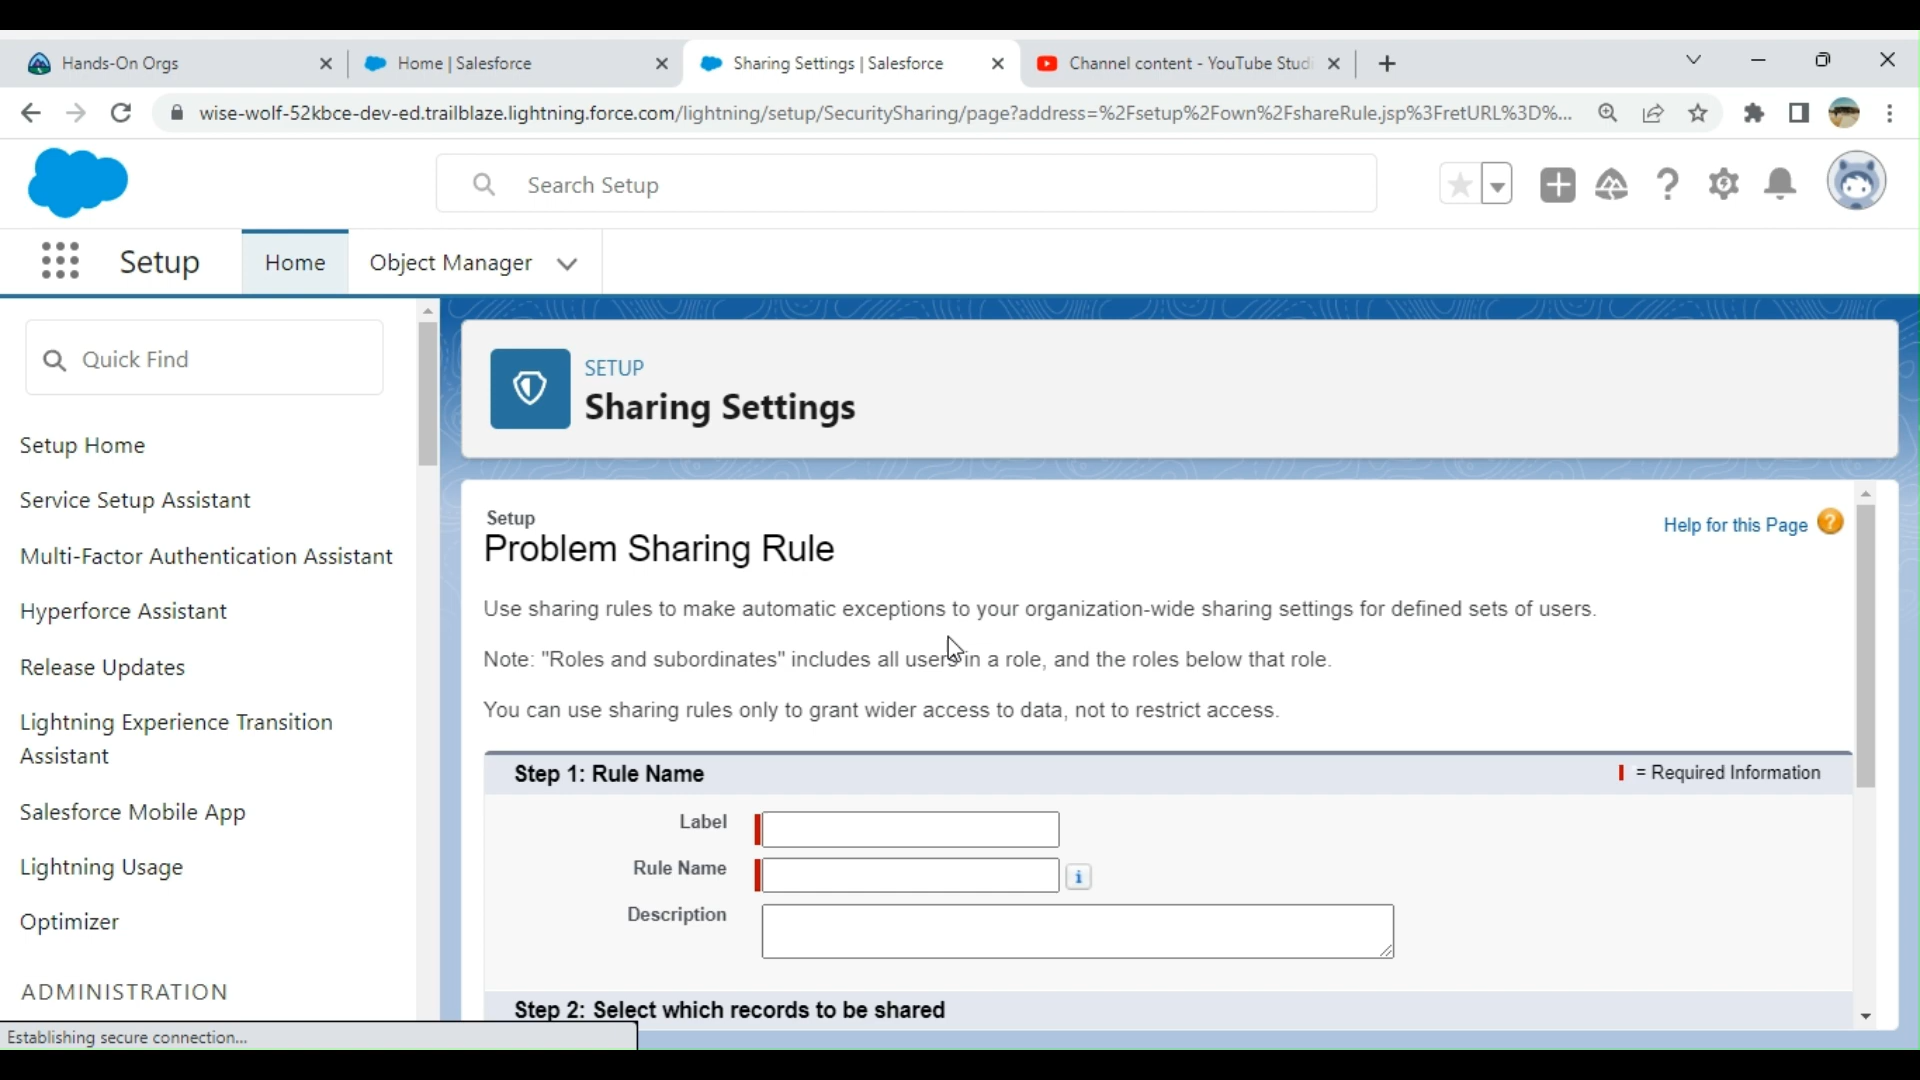 Hands-On Orgs
Home | Salesforce
Sharing Settings | Salesforce
Channel content - YouTube Studi
wise-wolf-52kbce-dev-ed.trailblaze.lightning.force.com/lightning/setup/SecuritySharing/page?address=%2Fsetup%2Fown%2FshareRule.jsp%3FretURL%3D%...
Search Setup
Setup
Home
Object Manager
Quick Find
Setup Home
Service Setup Assistant
Multi-Factor Authentication Assistant
Hyperforce Assistant
Release Updates
Lightning Experience Transition
Assistant
Salesforce Mobile App
Lightning Usage
Optimizer
ADMINISTRATION
Establishing secure connection...
SETUP
Sharing Settings
Setup
Problem Sharing Rule
Help for this Page
Use sharing rules to make automatic exceptions to your organization-wide sharing settings for defined sets of users.
Note: "Roles and subordinates" includes all users in a role, and the roles below that role.
You can use sharing rules only to grant wider access to data, not to restrict access.
Step 1: Rule Name
= Required Information
Label
Rule Name
Description
Step 2: Select which records to be shared